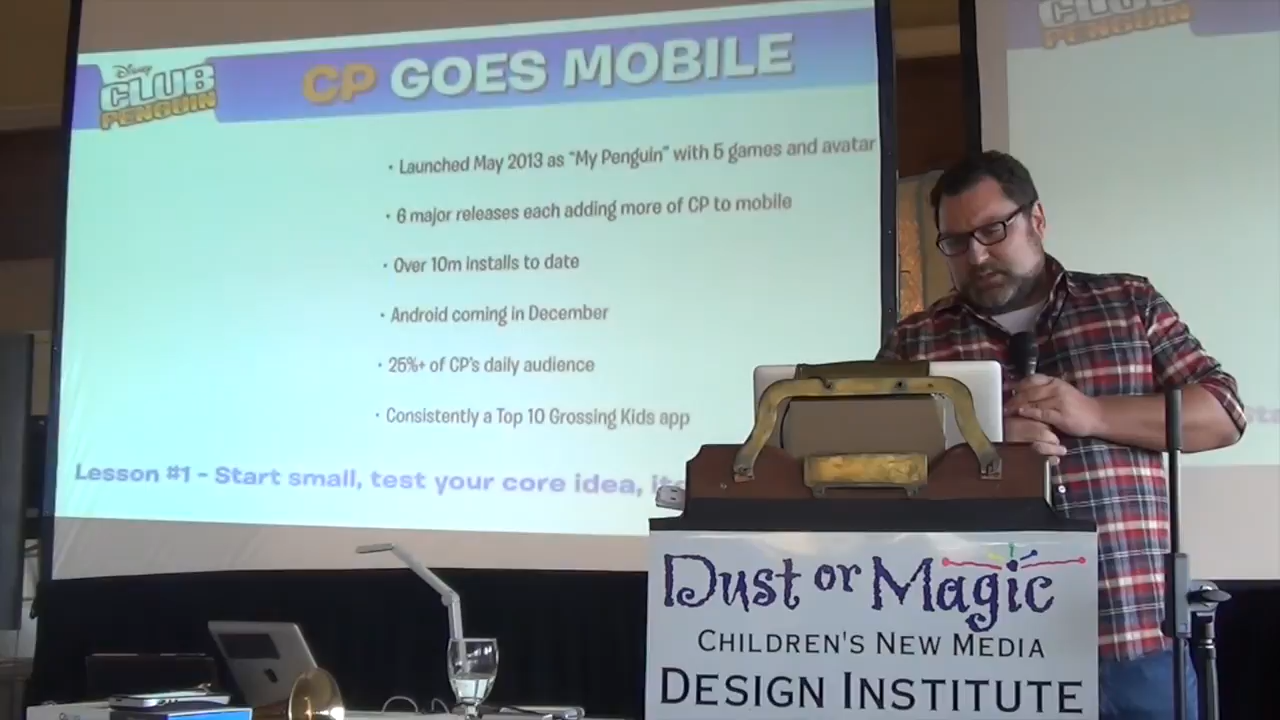 Disney
CLUB
PENGUIN
CP GOES MOBILE
• Launched May 2013 as "My Penguin" with 5 games and avatar
• 6 major releases each adding more of CP to mobile
• Over 10m installs to date
• Android coming in December
• 25%+ of CP's daily audience
• Consistently a Top 10 Grossing Kids app
Lesson #1 - Start small, test your core idea,
CLUB
PENGUIN
Dust or Magic
CHILDREN'S NEW MEDIA
DESIGN INSTITUTE